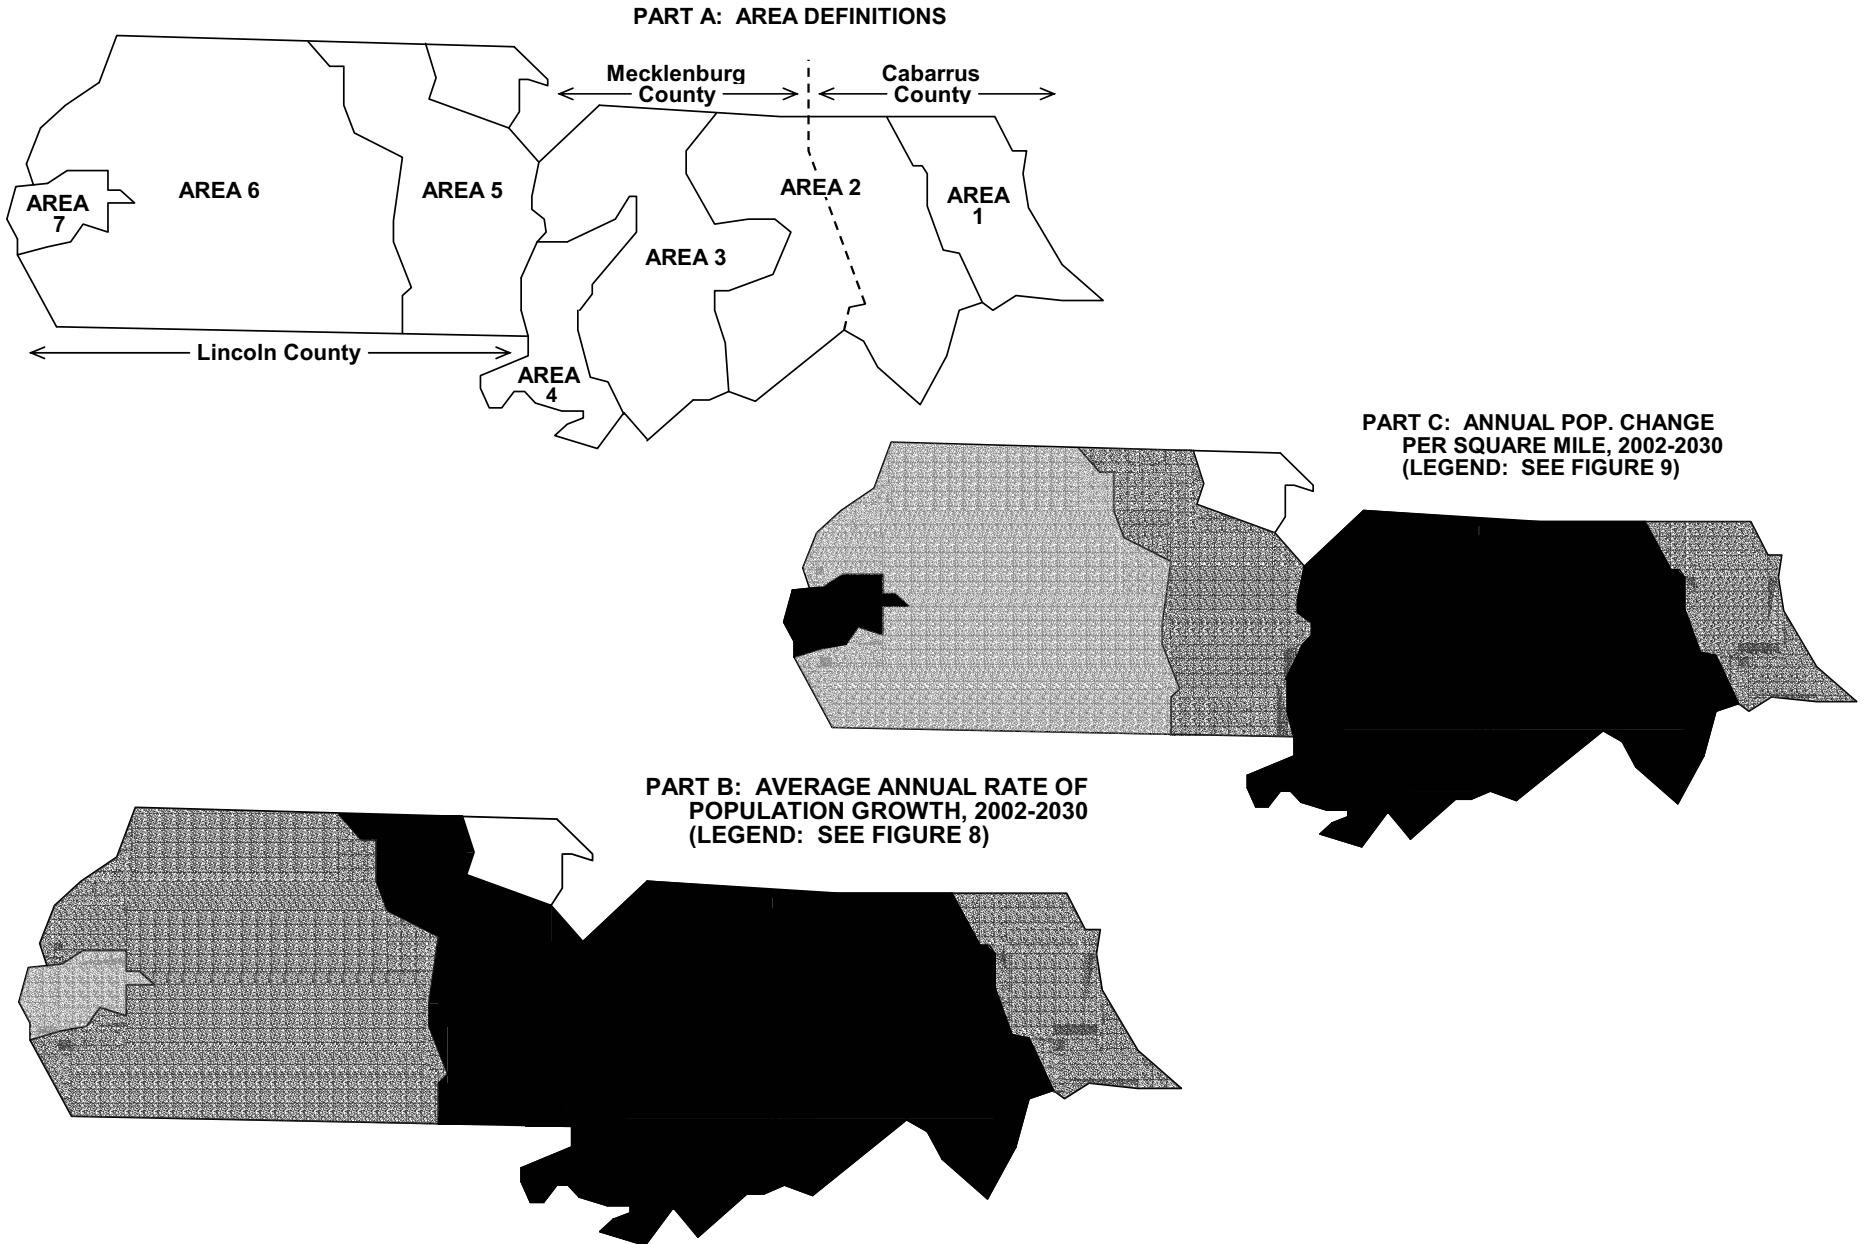 PART A: AREA DEFINITIONS
Mecklenburg
County
Cabarrus
County
AREA 6
AREA 5
AREA 2
AREA
7
AREA
1
AREA 3
Lincoln County
AREA
4
PART C: ANNUAL POP. CHANGE
PER SQUARE MILE, 2002-2030
(LEGEND: SEE FIGURE 9)
PART B: AVERAGE ANNUAL RATE OF
POPULATION GROWTH, 2002-2030
(LEGEND: SEE FIGURE 8)